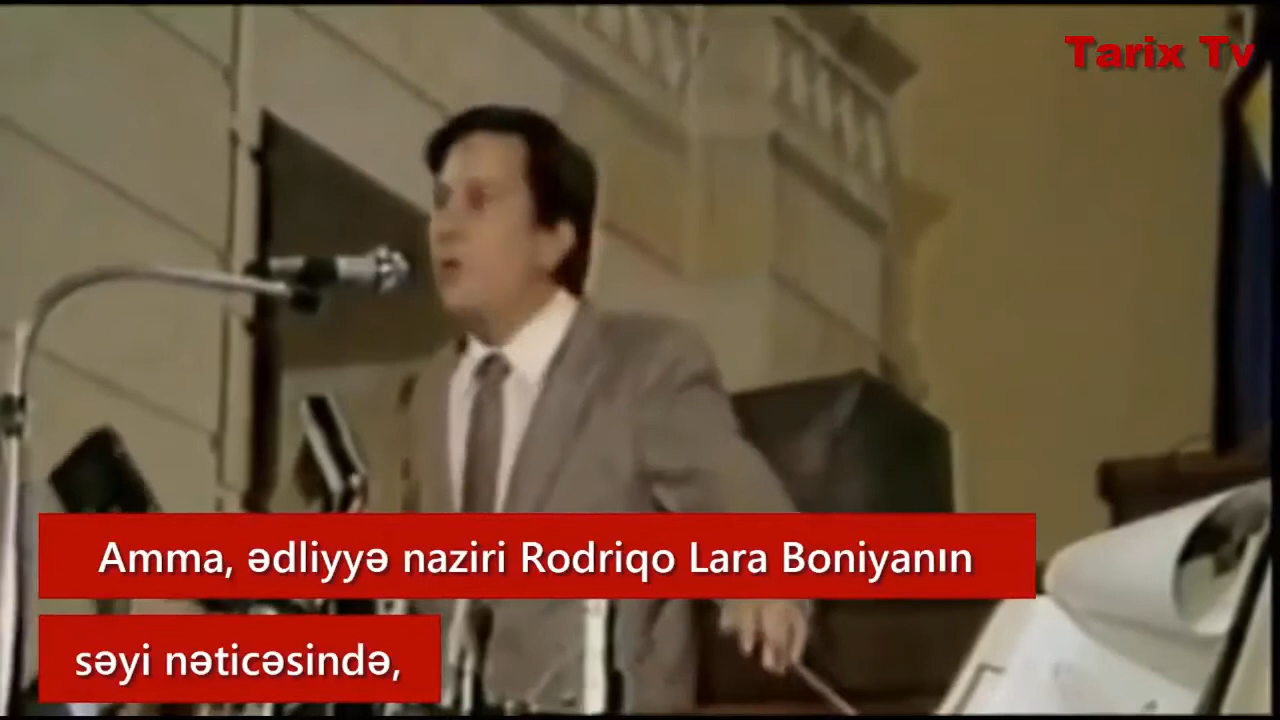 Tarix Tv
Amma, ədliyyə naziri Rodriqo Lara Boniyanın
səyi nəticəsində,